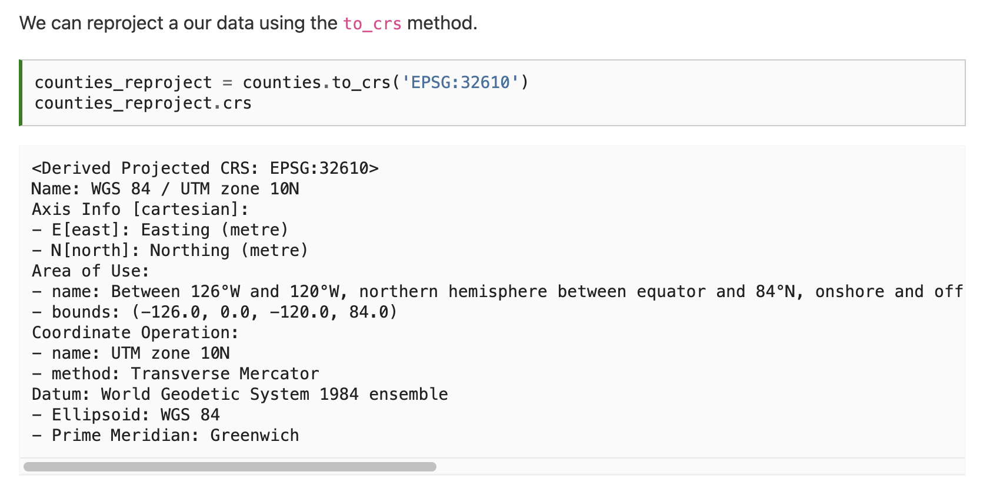 We can reproject a our data using the to_crs method.
counties_reproject = counties.to_crs('EPSG:32610')
counties_reproject.crs
<Derived Projected CRS: EPSG:32610>
Name: WGS 84 / UTM zone 10N
Axis Info [cartesian]:
- E[east]: Easting (metre)
- N[north]: Northing (metre)
Area of Use:
- name: Between 126°W and 120°W, northern hemisphere between equator and 84°N, onshore and off
- bounds: (-126.0, 0.0, -120.0, 84.0)
Coordinate Operation:
- name: UTM zone 10N
- method: Transverse Mercator
Datum: World Geodetic System 1984 ensemble
- Ellipsoid: WGS 84
- Prime Meridian: Greenwich